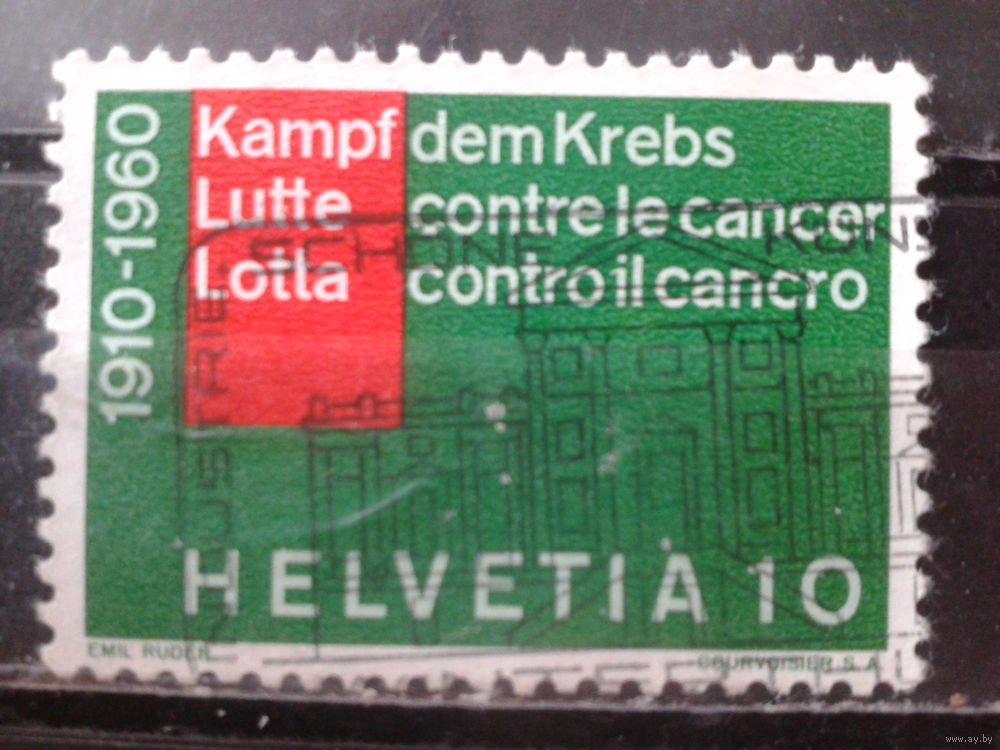 1910-1960
Kampf dem Krebs
Lutte contre le cancer
Lotta contro il cancro
SCHÖNE
HELVETIA 10
EMIL RUDER
COURVOISIER S.A.
www.ay.by